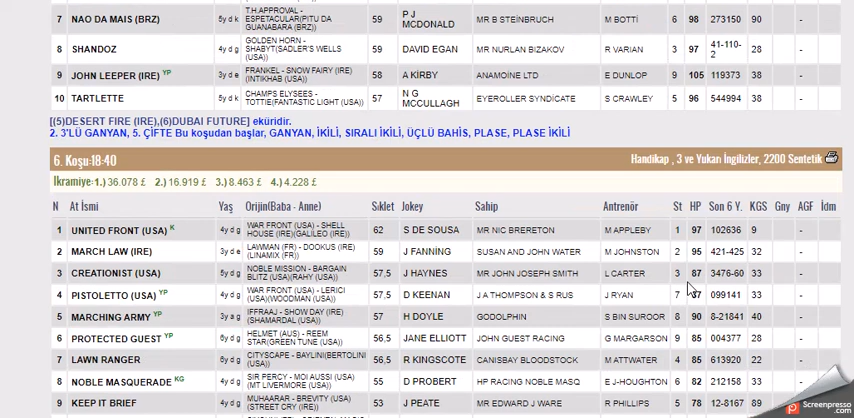 T.H.APPROVAL -
7 NAO DA MAIS (BRZ) 5y d k ESPETACULAR(PITU DA GUANABARA (BRZ)) 59 P J MCDONALD MR B STEINBRUCH M BOTTİ 6 98 273150 90 -
8 SHANDOZ 4y d g GOLDEN HORN - SHABYT(SADLER'S WELLS (USA)) 59 DAVID EGAN MR NURLAN BIZAKOV R VARIAN 3 97 41-110-2 28 -
9 JOHN LEEPER (IRE) YP 3y d e FRANKEL - SNOW FAIRY (IRE)(INTIKHAB (USA)) 58 A KİRBY ANAMOİNE LTD E DUNLOP 9 105 119373 38 -
10 TARTLETTE 5y d k CHAMPS ELYSEES - TOTTIE(FANTASTIC LIGHT (USA)) 57 N G MCCULLAGH EYEROLLER SYNDİCATE S CRAWLEY 5 96 544994 38 -
[(5)DESERT FIRE (IRE),(6)DUBAI FUTURE] eküridir.
2. 3'LÜ GANYAN, 5. ÇİFTE Bu koşudan başlar, GANYAN, İKİLİ, SIRALI İKİLİ, ÜÇLÜ BAHİS, PLASE, PLASE İKİLİ
6. Koşu:18:40 Handikap , 3 ve Yukarı İngilizler, 2200 Sentetik
İkramiye:1.) 36.078 £ 2.) 16.919 £ 3.) 8.463 £ 4.) 4.228 £
N At İsmi Yaş Orijin(Baba - Anne) Sıklet Jokey Sahip Antrenör St HP Son 6 Y. KGS Gny AGF İdm
1 UNITED FRONT (USA) K 4y d g WAR FRONT (USA) - SHELL HOUSE (IRE)(GALİLEO (IRE)) 62 S DE SOUSA MR NIC BRERETON M APPLEBY 1 97 102636 9 -
2 MARCH LAW (IRE) 3y d e LAWMAN (FR) - DOOKUS (IRE)(LINAMIX (FR)) 59 J FANNİNG SUSAN AND JOHN WATER M JOHNSTON 2 95 421-425 32 -
3 CREATIONIST (USA) 5y d g NOBLE MISSION - BARGAIN BLITZ (USA)(RAHY (USA)) 57,5 J HAYNES MR JOHN JOSEPH SMITH L CARTER 3 87 3476-60 33 -
4 PISTOLETTO (USA) YP 4y d g WAR FRONT (USA) - LERICI (USA)(WOODMAN (USA)) 57,5 D KEENAN J A THOMPSON & S RUS J RYAN 7 87 099141 33 -
5 MARCHING ARMY YP 3y a g IFFRAAJ - SHOW DAY (IRE)(SHAMARDAL (USA)) 57 H DOYLE GODOLPHIN S BIN SUROOR 8 90 8-21841 40 -
6 PROTECTED GUEST YP 6y d g HELMET (AUS) - REEM STAR(GREEN TUNE (USA)) 56,5 JANE ELLIOTT JOHN GUEST RACING G MARGARSON 9 85 004377 28 -
7 LAWN RANGER 6y d g CITYSCAPE - BAYLINI(BERTOLINI (USA)) 56,5 R KINGSCOTE CANISBAY BLOODSTOCK M ATTWATER 4 85 613920 22 -
8 NOBLE MASQUERADE KG 4y d g SIR PERCY - MOI AUSSI (USA)(MT LIVERMORE (USA)) 55 D PROBERT HP RACING NOBLE MASQ E J-HOUGHTON 6 82 212158 33 -
9 KEEP IT BRIEF 4y d g MUHAARAR - BREVITY (USA)(STREET CRY (IRE)) 53 J PEATE MR EDWARD J WARE R PHILLIPS 5 78 12-8167 89
Screenpresso
.com